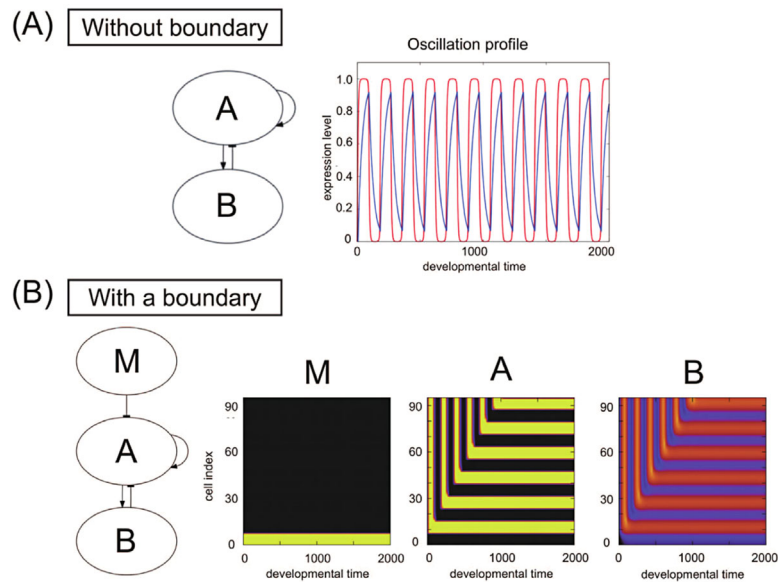 (A) Without boundary
Oscillation profile
A
B
expression level
1.0
0.8
0.6
0.4
0.2
0
0 1000 2000
developmental time
(B) With a boundary
M
A
B
M
cell index
90
60
30
0
0 1000 2000
developmental time
A
90
60
30
0
0 1000 2000
developmental time
B
90
60
30
0
0 1000 2000
developmental time